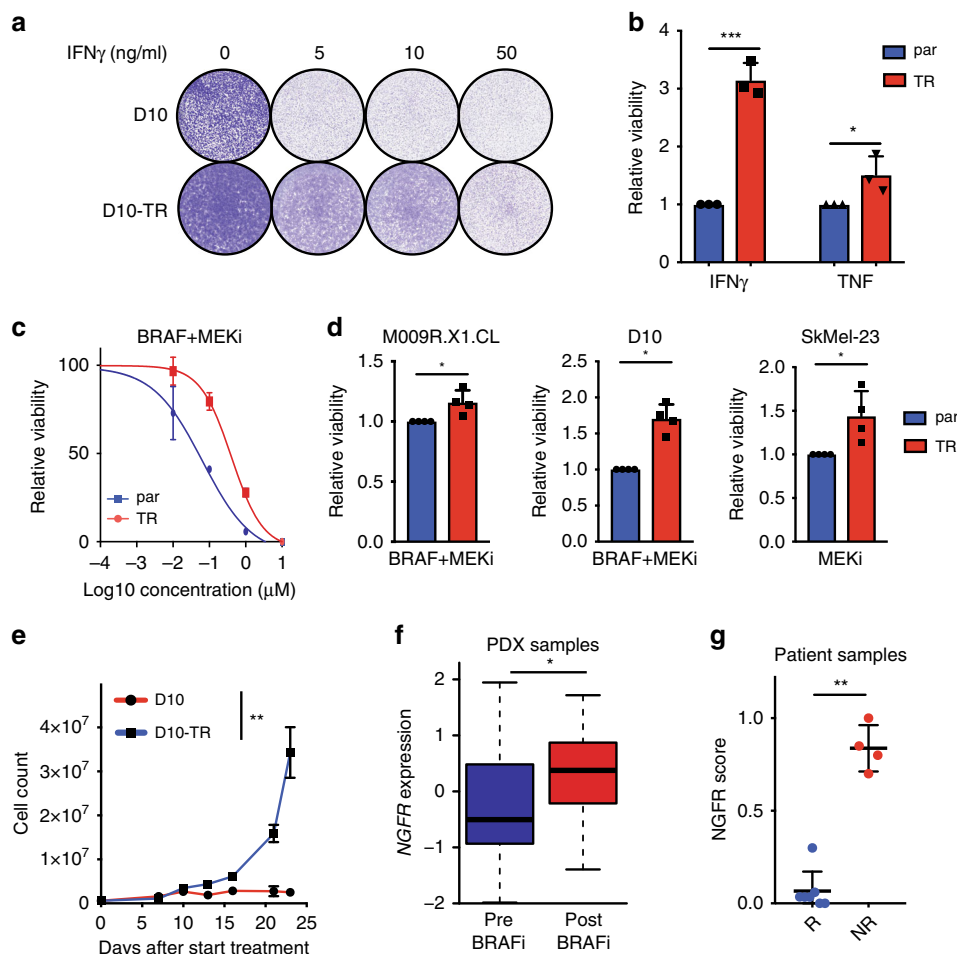 a
IFNγ (ng/ml) 0 5 10 50
D10
D10-TR
b
Relative viability
4
3
2
1
0
***
*
par
TR
IFNγ TNF
c
BRAF+MEKi
Relative viability
100
50
0
par
TR
–4 –3 –2 –1 0 1
Log10 concentration (μM)
d
M009R.X1.CL
Relative viability
1.5
1.0
0.5
0.0
*
BRAF+MEKi
D10
Relative viability
2.5
2.0
1.5
1.0
0.5
0.0
*
BRAF+MEKi
SkMel-23
Relative viability
2.0
1.5
1.0
0.5
0.0
*
MEKi
par
TR
e
Cell count
4×10⁷
3×10⁷
2×10⁷
1×10⁷
0
D10
D10-TR
**
0 5 10 15 20 25
Days after start treatment
f
PDX samples
*
NGFR expression
2
1
0
–1
–2
Pre BRAFi
Post BRAFi
g
Patient samples
**
NGFR score
1.0
0.5
0.0
R NR